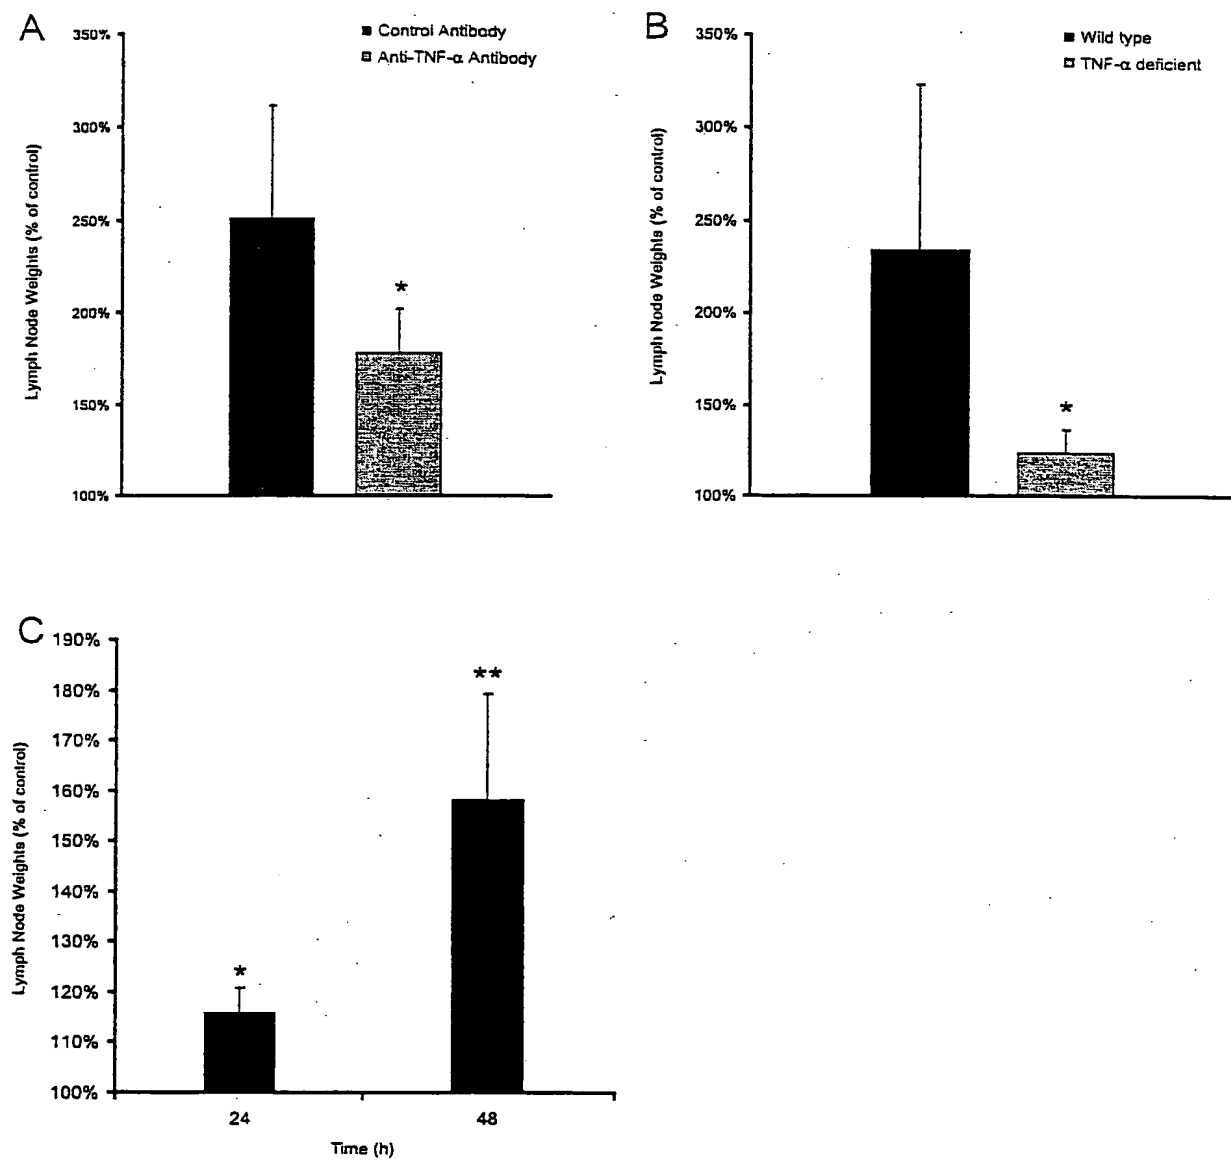 A
350%
300%
250%
200%
150%
100%
Lymph Node Weights (% of control)
■ Control Antibody
Anti-TNF-α Antibody
*
B
350%
300%
250%
200%
150%
100%
Lymph Node Weights (% of control)
■ Wild type
TNF-α deficient
*
C
190%
180%
170%
160%
150%
140%
130%
120%
110%
100%
Lymph Node Weights (% of control)
*
**
24 48
Time (h)